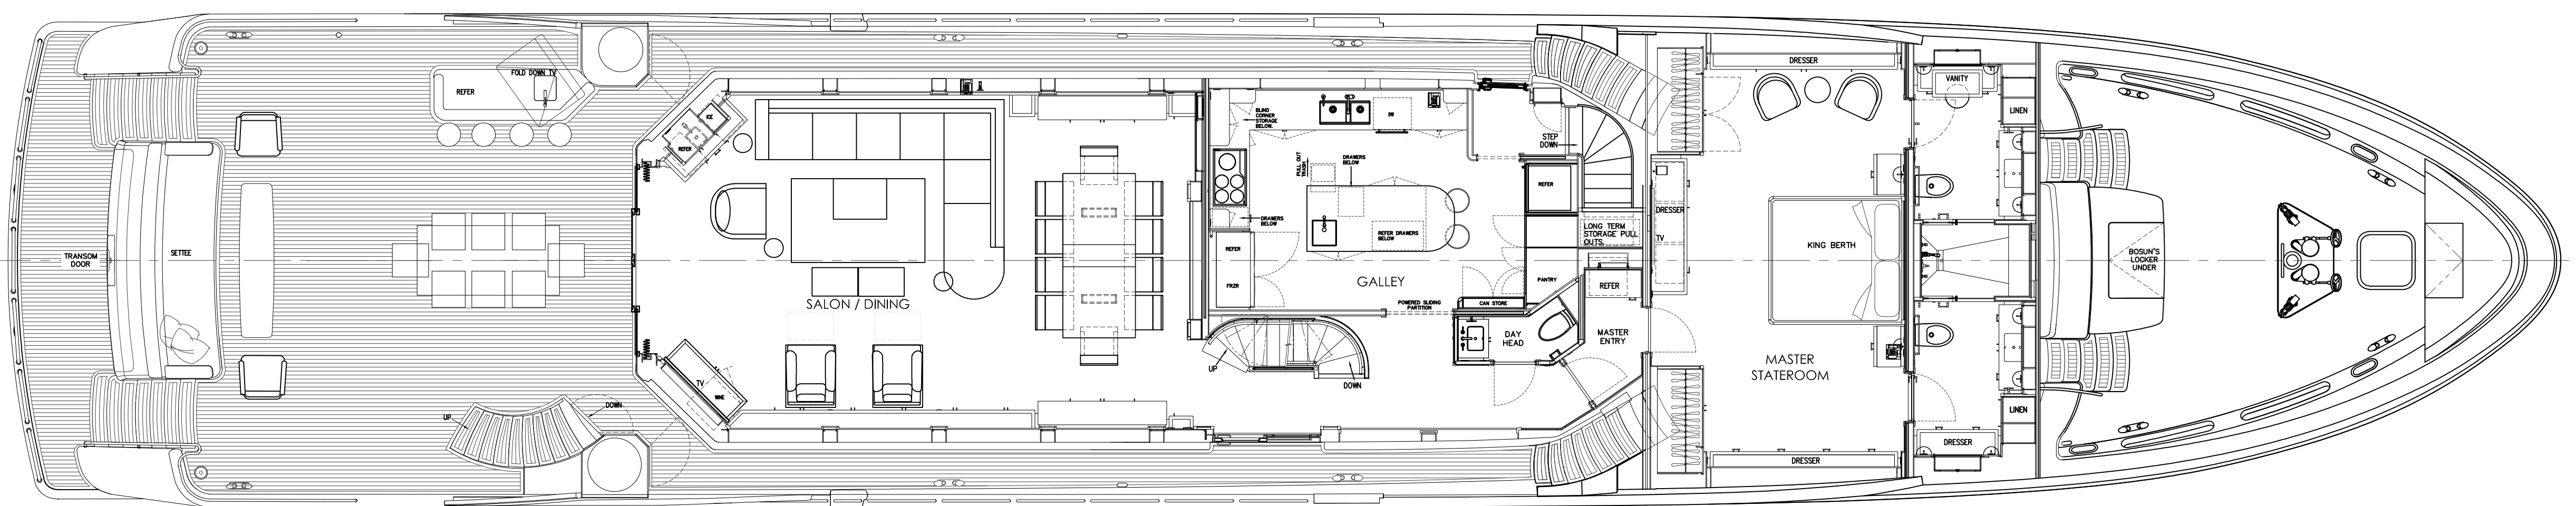 TRANSOM
DOOR
SETTEE
REFER
FOLD DOWN TV
UP
DOWN
ICE
REFER
TV
WINE
SALON / DINING
BLIND
CORNER
STORAGE
BELOW.
DRAWERS
BELOW
REFER
FRZR
PULL OUT
TRASH
DRAWERS
BELOW
DW
REFER DRAWERS
BELOW
GALLEY
POWERED SLIDING
PARTITION
CAN STORE
UP
DOWN
STEP
DOWN
REFER
LONG TERM
STORAGE PULL
OUTS.
PANTRY
REFER
DAY
HEAD
MASTER
ENTRY
DRESSER
DRESSER
TV
KING BERTH
MASTER
STATEROOM
DRESSER
VANITY
LINEN
LINEN
DRESSER
BOSUN'S
LOCKER
UNDER